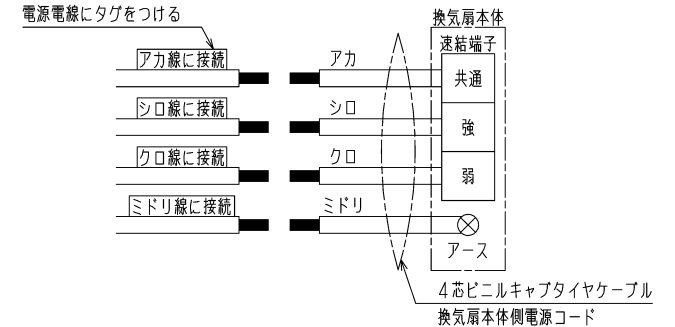 電源電線にタグをつける
換気扇本体
速結端子
アカ線に接続
アカ
共通
シロ線に接続
シロ
強
クロ線に接続
クロ
弱
ミドリ線に接続
ミドリ
アース
4芯ビニルキャブタイヤケーブル
換気扇本体側電源コード